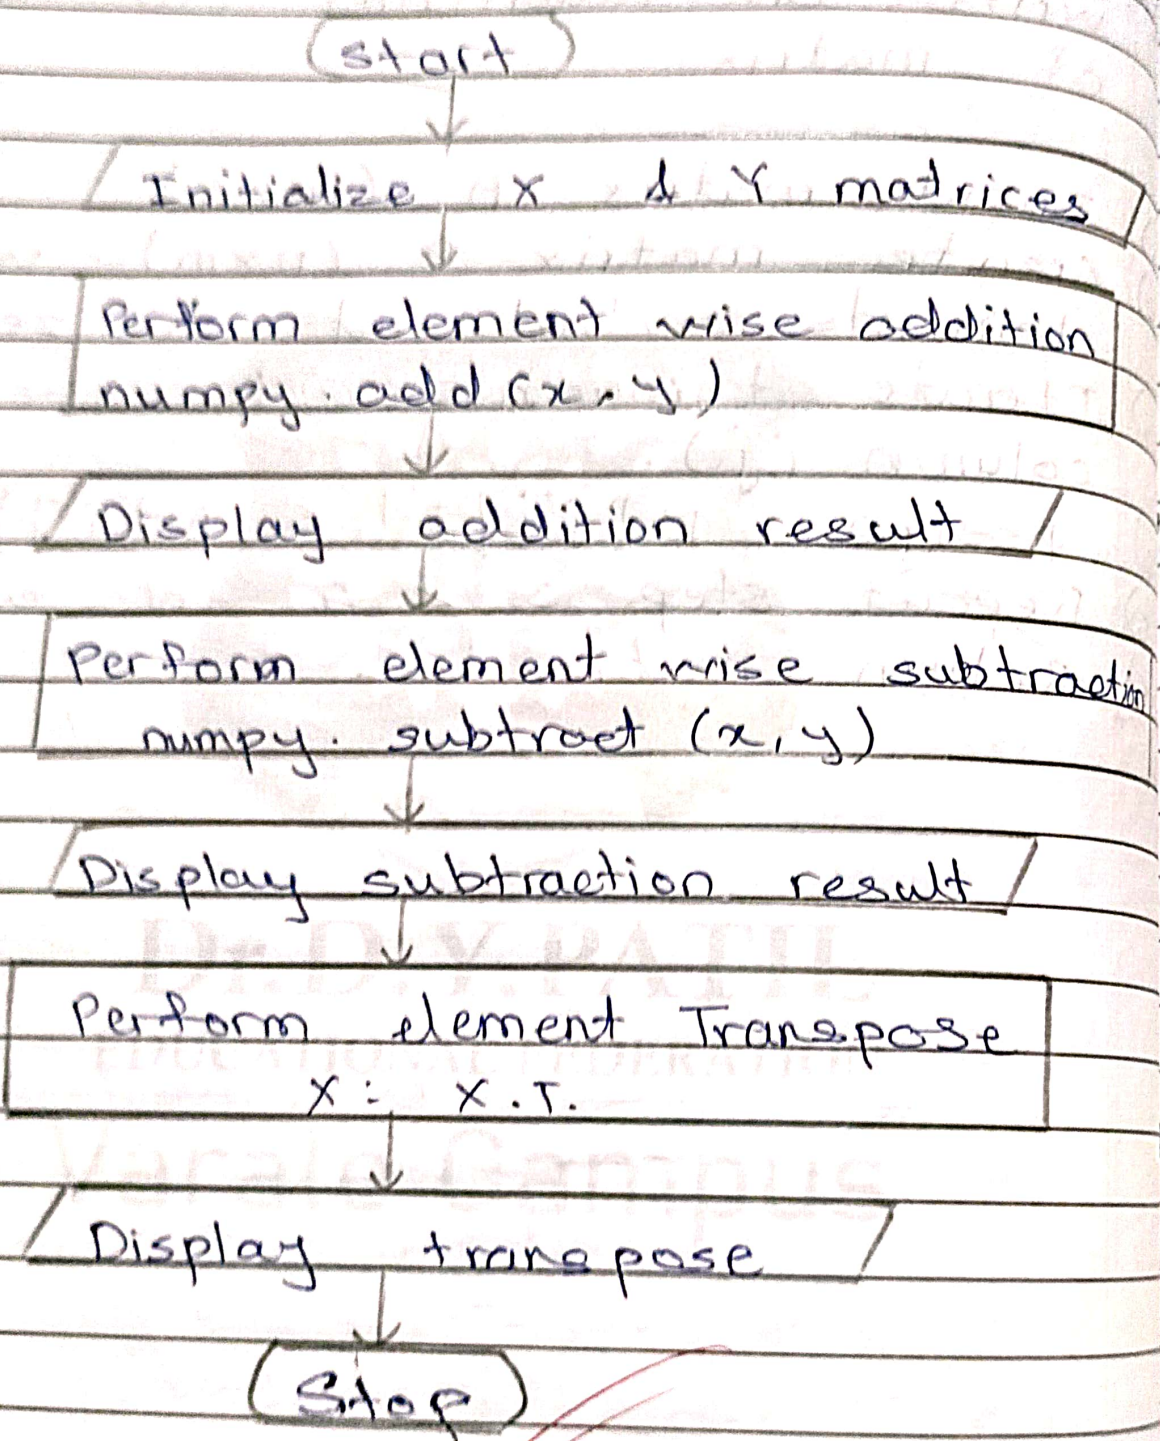 Start
Initialize X & Y matrices
Perform element wise addition
numpy.add(x,y)
Display addition result
Perform element wise subtraction
numpy.subtract(x,y)
Display subtraction result
Perform element Transpose
X = X.T.
Display transpose
Stop